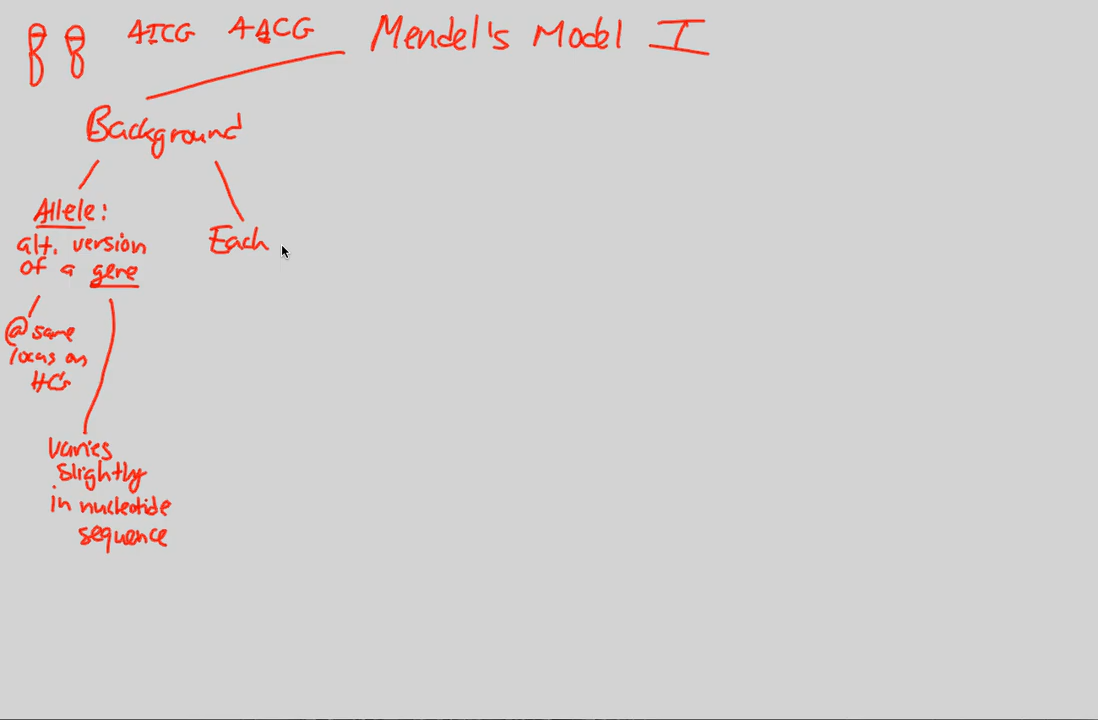 ATCG AACG Mendel's Model I
Background
Allele:
alt. version
of a gene
Each
@ same
locus on
HC
varies
slightly
in nucleotide
sequence